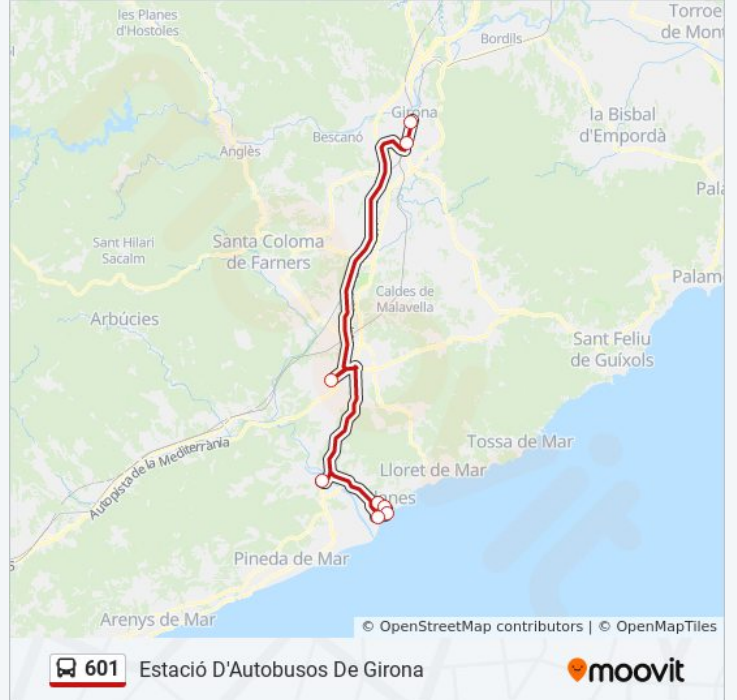 les Planes
d'Hostoles
Torroe
de Mont
Bordils
Girona
la Bisbal
d'Empordà
Bescanó
Anglès
Pala
Sant Hilari
Sacalm
Santa Coloma
de Farners
Caldes de
Malavella
Palam
Arbúcies
Sant Feliu
de Guíxols
Autopista de la Mediterrània
Tossa de Mar
Lloret de Mar
anes
Pineda de Mar
Arenys de Mar
© OpenStreetMap contributors | © OpenMapTiles
601 Estació D'Autobusos De Girona
moovit